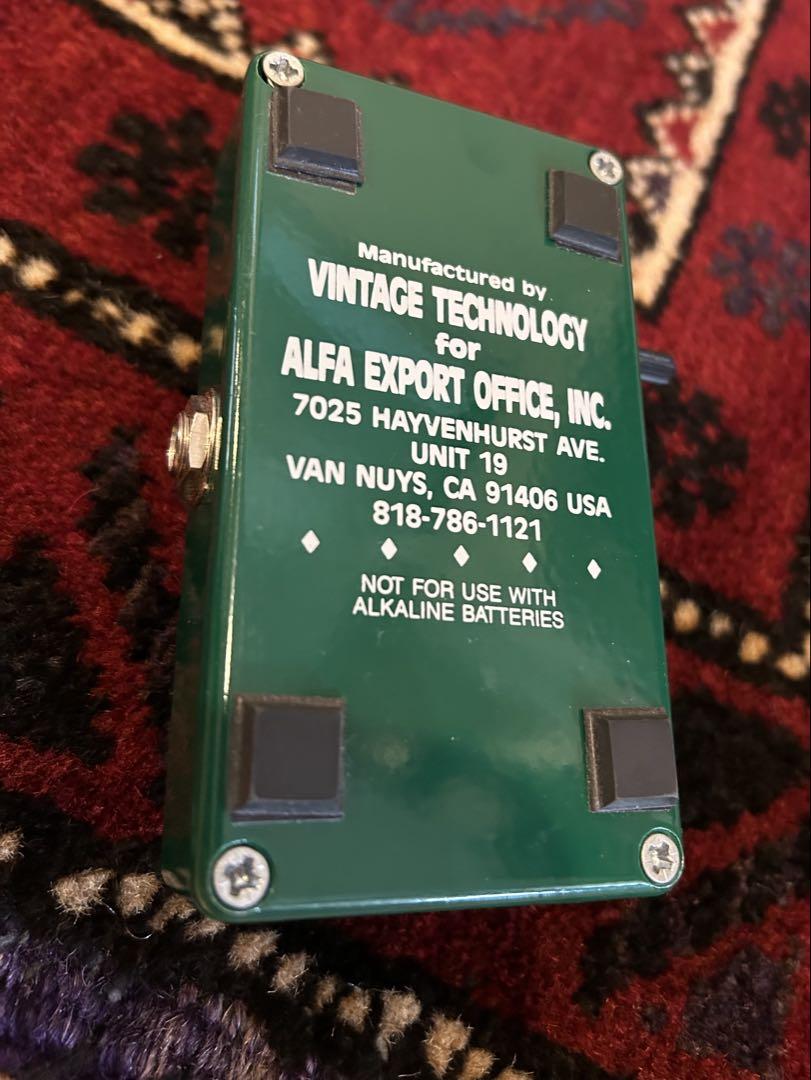 Manufactured by
VINTAGE TECHNOLOGY
for
ALFA EXPORT OFFICE, INC.
7025 HAYVENHURST AVE.
UNIT 19
VAN NUYS, CA 91406 USA
818-786-1121
NOT FOR USE WITH
ALKALINE BATTERIES